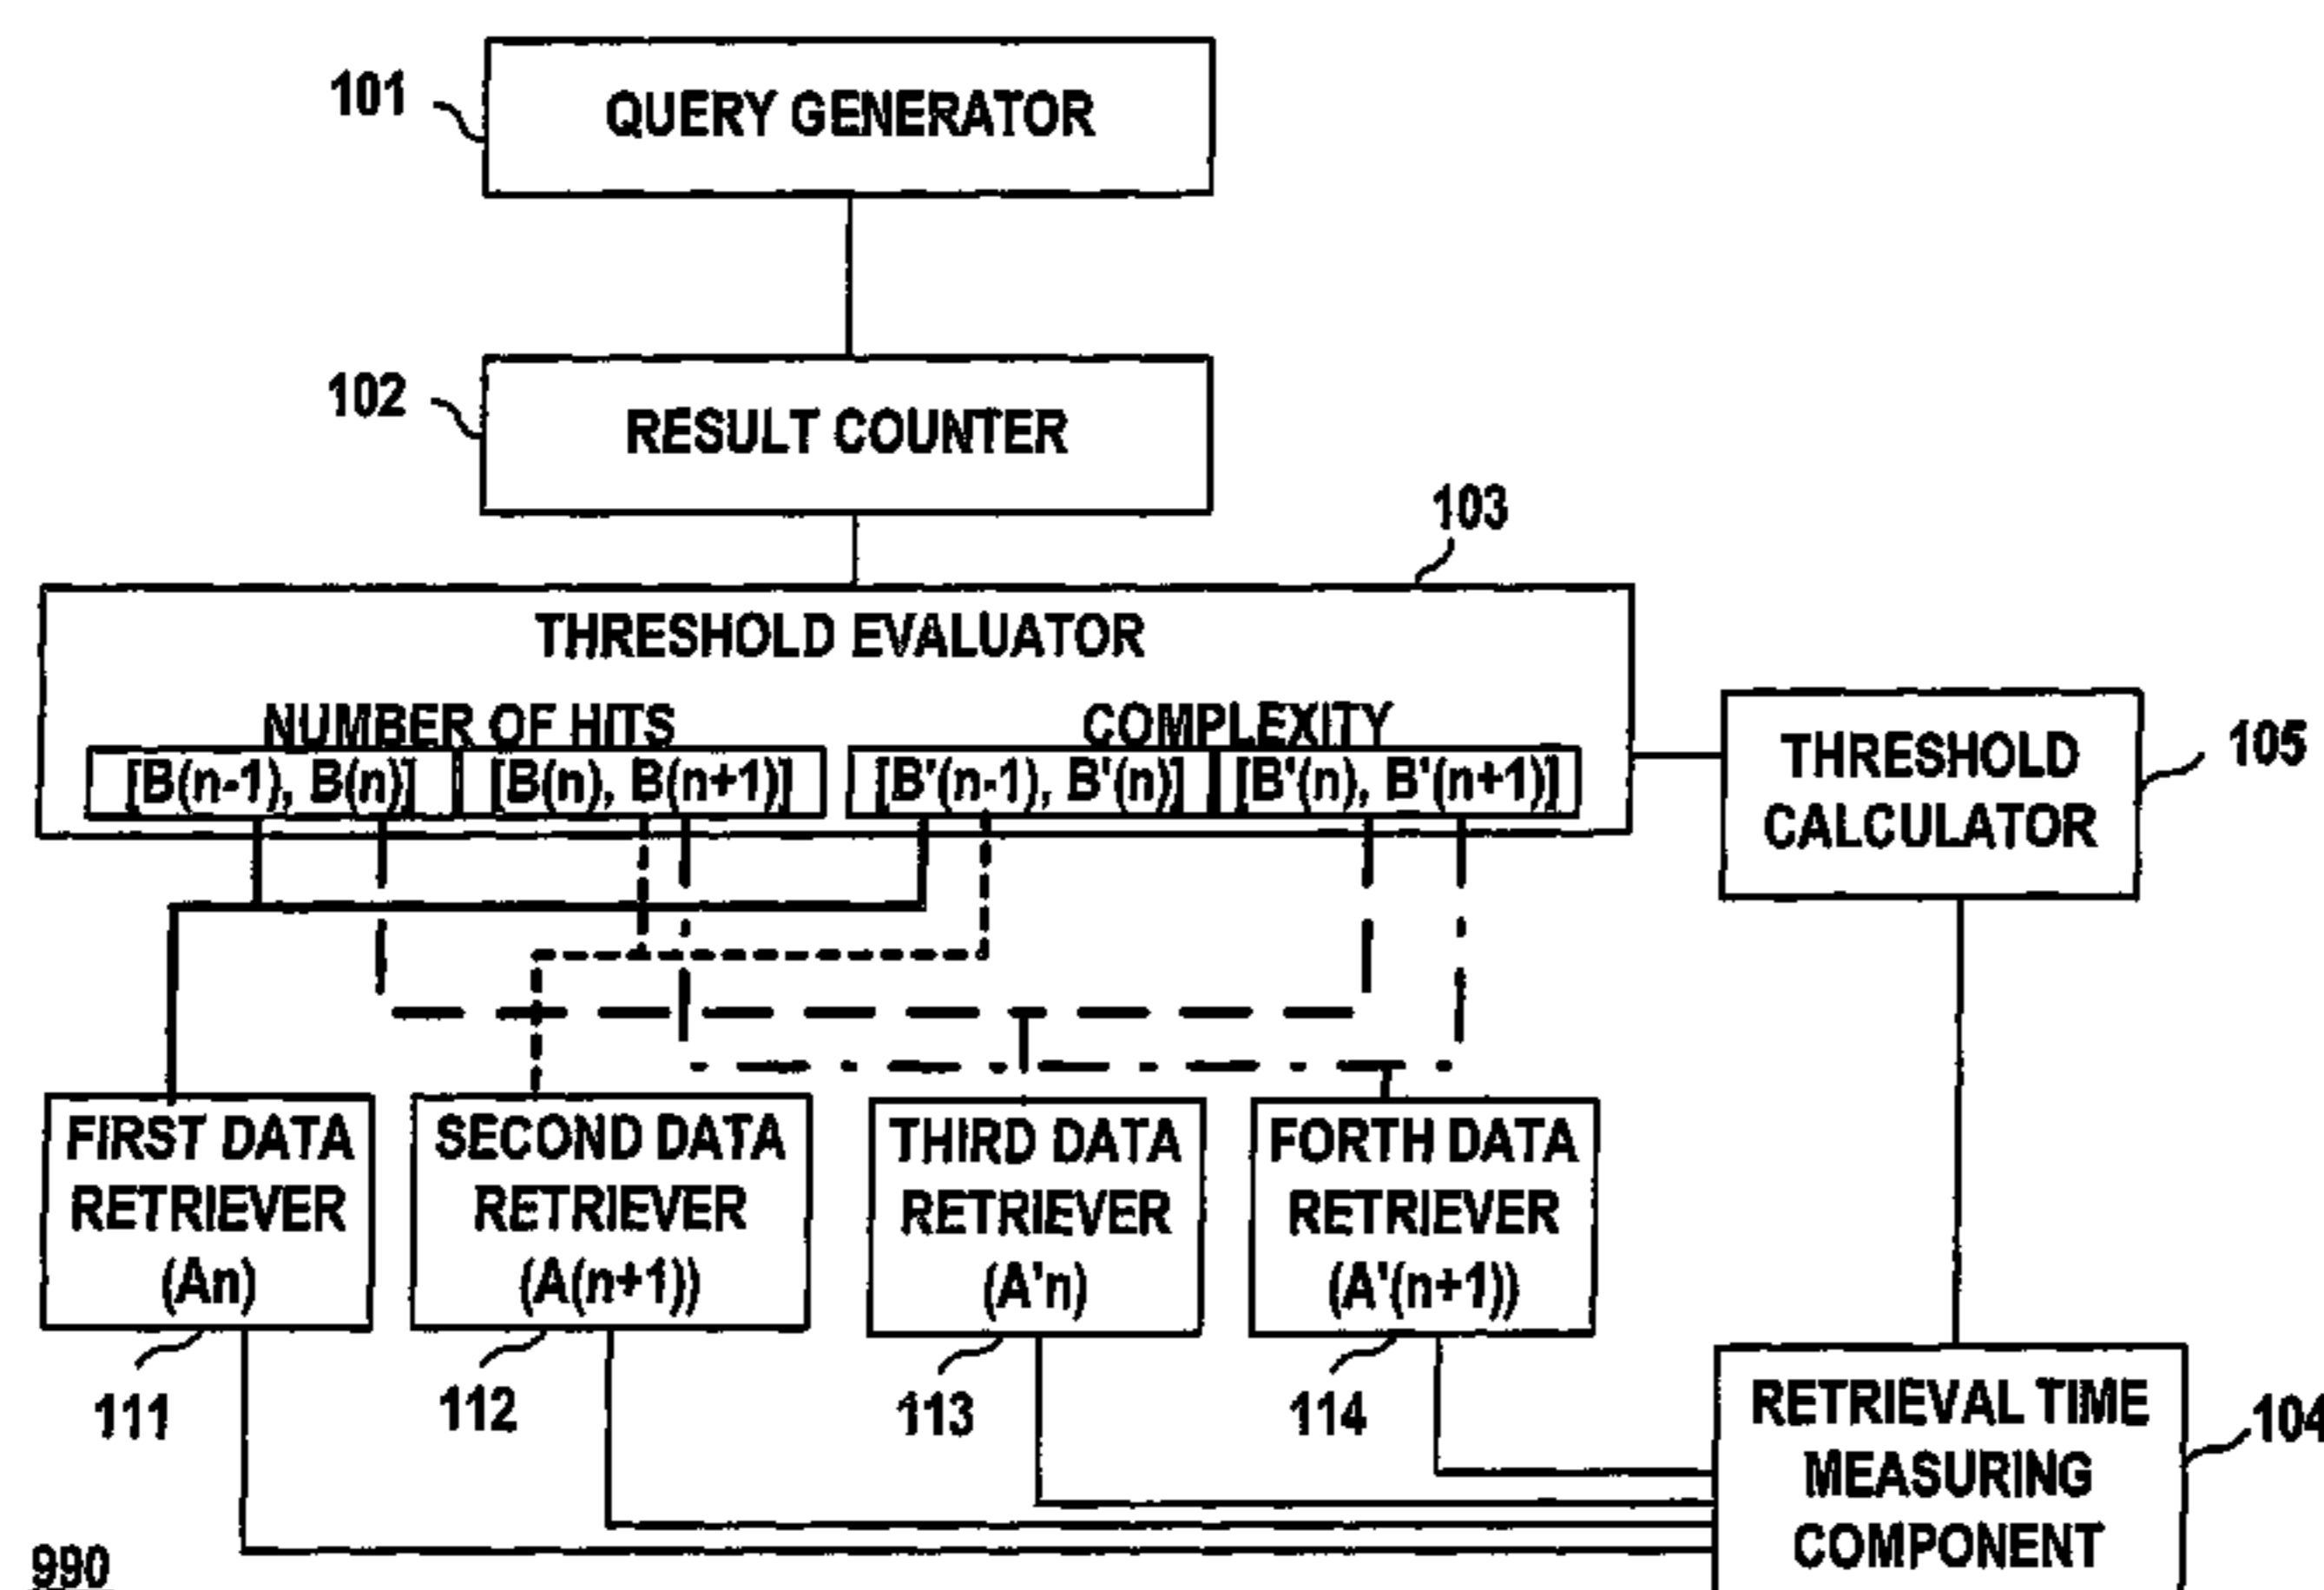 101
QUERY GENERATOR
102
RESULT COUNTER
103
THRESHOLD EVALUATOR
NUMBER OF HITS
COMPLEXITY
[B(n-1), B(n)]
[B(n), B(n+1)]
[B'(n-1), B'(n)]
[B'(n), B'(n+1)]
THRESHOLD
CALCULATOR
105
FIRST DATA
RETRIEVER
(An)
111
SECOND DATA
RETRIEVER
(A(n+1))
112
THIRD DATA
RETRIEVER
(A'n)
113
FORTH DATA
RETRIEVER
(A'(n+1))
114
RETRIEVAL TIME
MEASURING
COMPONENT
104
990